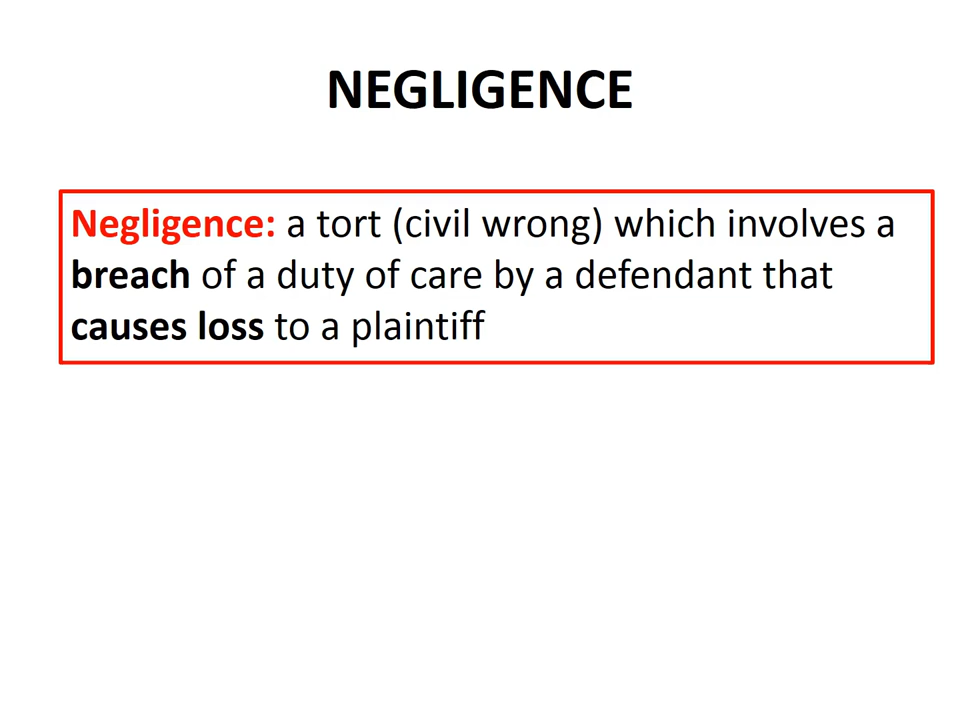 NEGLIGENCE
Negligence: a tort (civil wrong) which involves a
breach of a duty of care by a defendant that
causes loss to a plaintiff